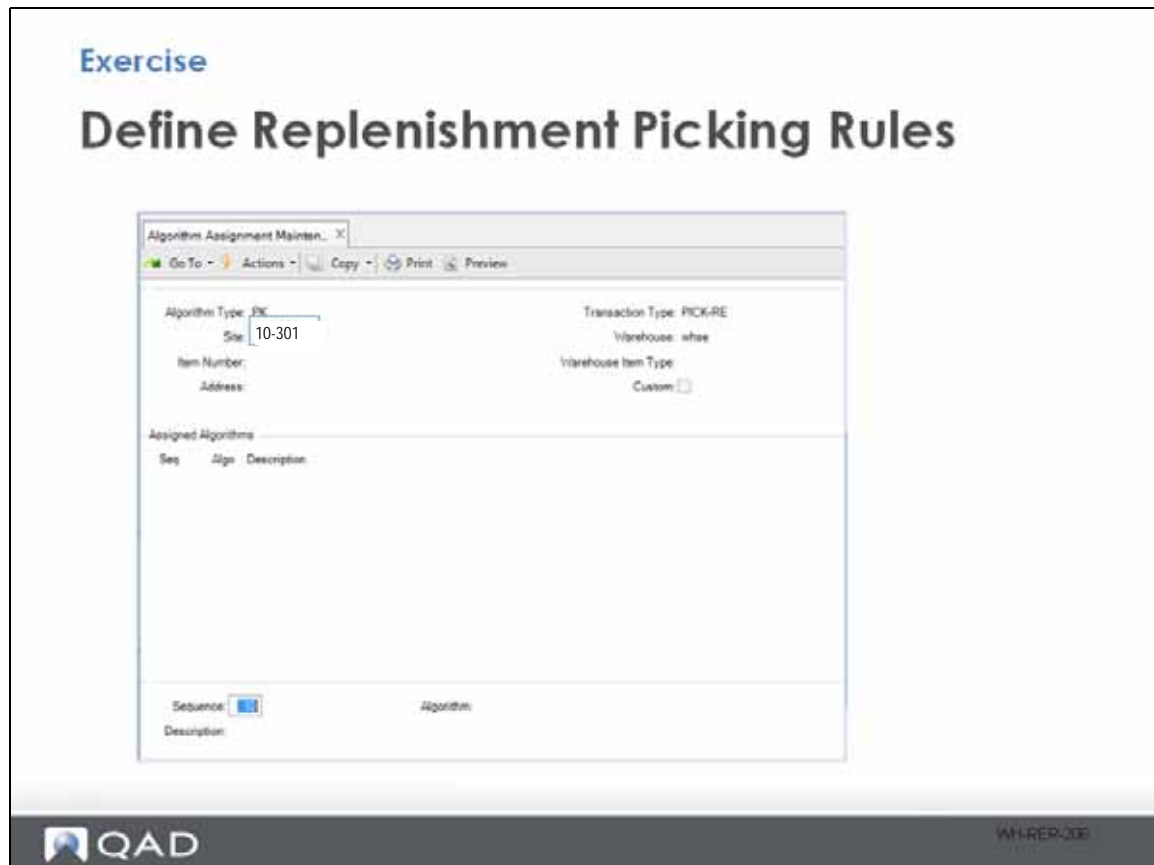 Exercise
Define Replenishment Picking Rules
Algorithm Assignment Mainten... X
Go To Actions Copy Print Preview
Algorithm Type: PK Transaction Type: PICK-RE
Site: 10-301 Warehouse: whse
Item Number: Warehouse Item Type:
Address: Custom
Assigned Algorithms
Seq Algo Description
Sequence: Algorithm:
Description:
QAD
WH-REP-206